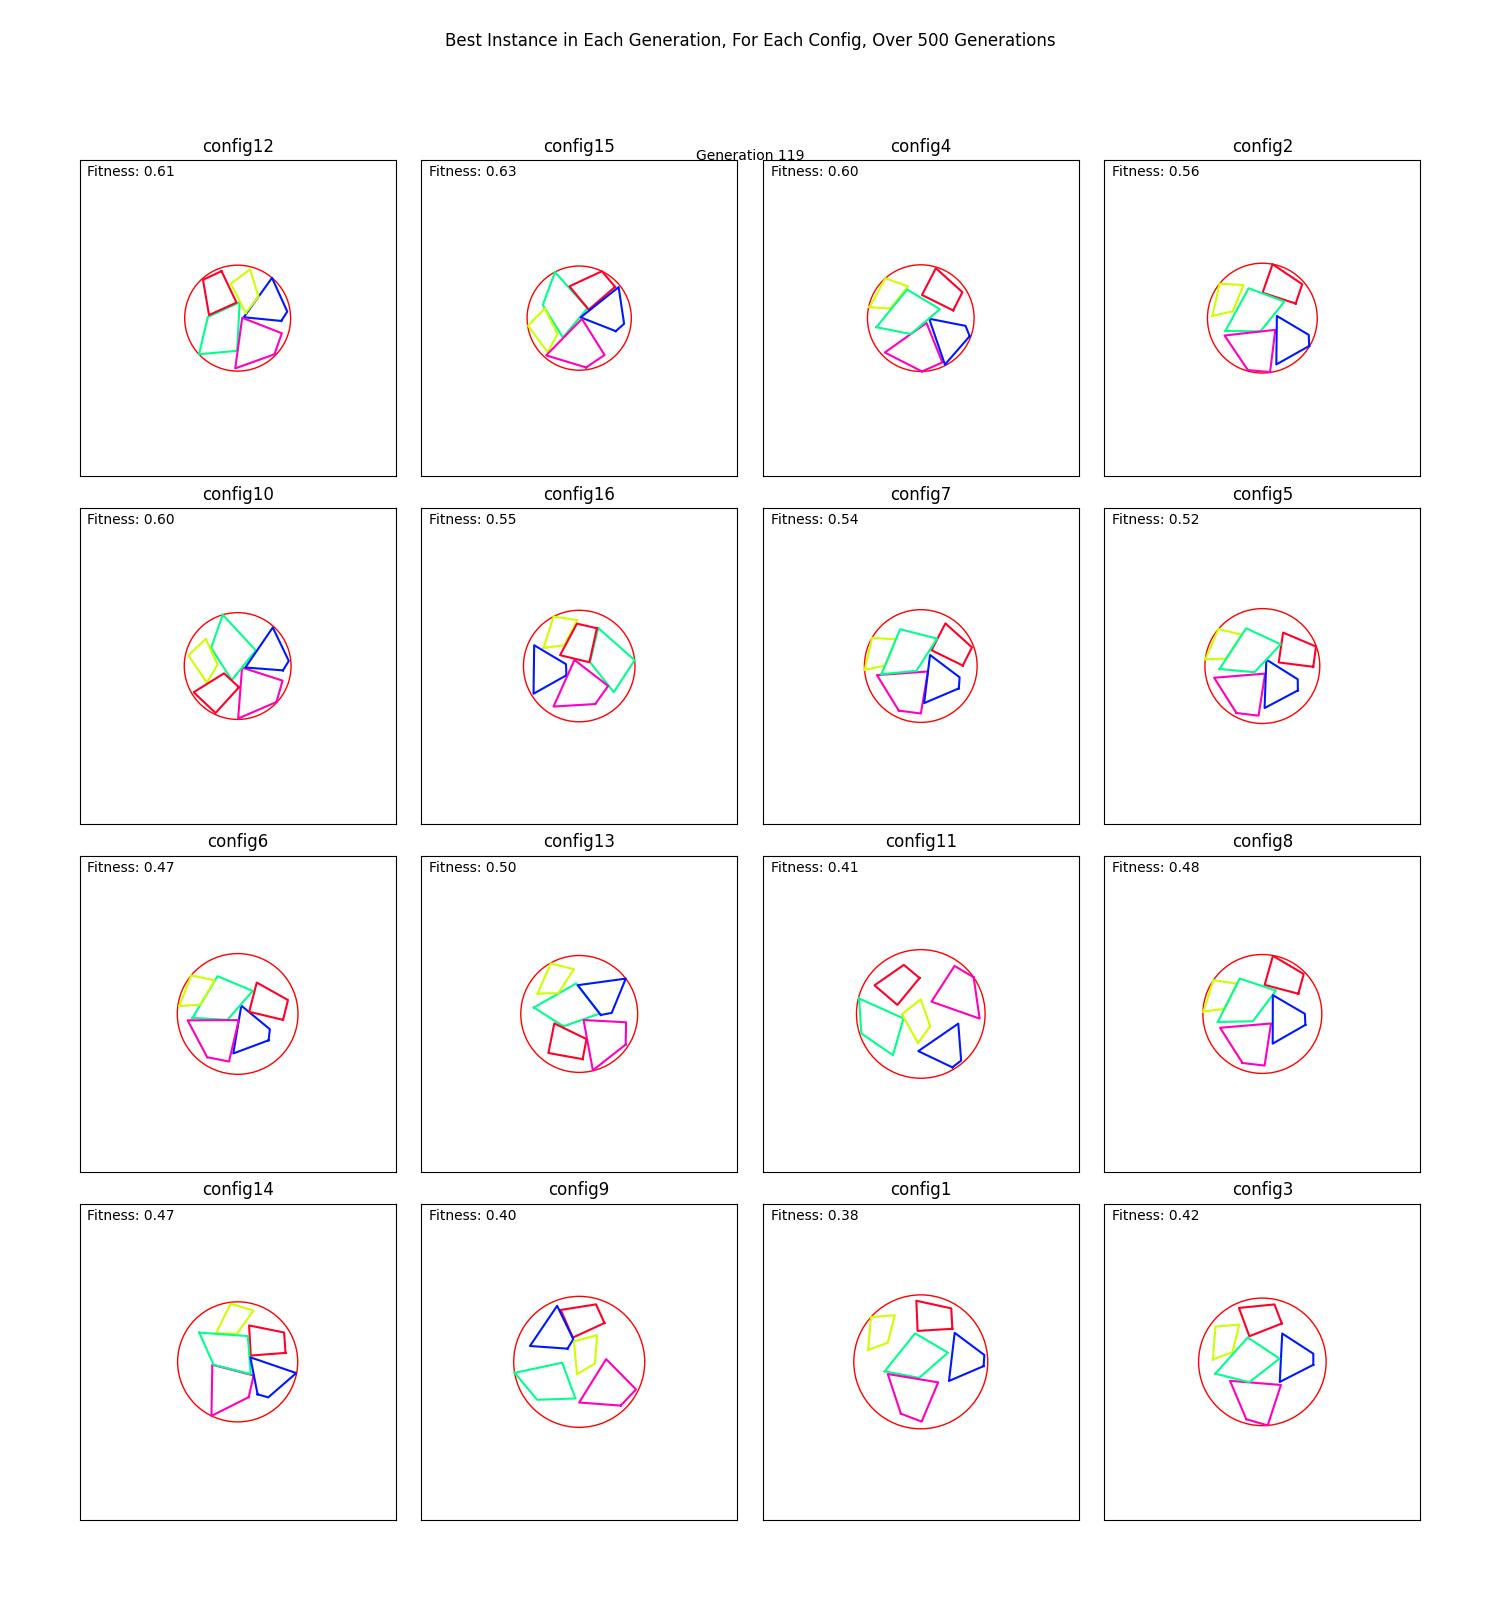 Best Instance in Each Generation, For Each Config, Over 500 Generations
Generation 119
config12
Fitness: 0.61
config15
Fitness: 0.63
config4
Fitness: 0.60
config2
Fitness: 0.56
config10
Fitness: 0.60
config16
Fitness: 0.55
config7
Fitness: 0.54
config5
Fitness: 0.52
config6
Fitness: 0.47
config13
Fitness: 0.50
config11
Fitness: 0.41
config8
Fitness: 0.48
config14
Fitness: 0.47
config9
Fitness: 0.40
config1
Fitness: 0.38
config3
Fitness: 0.42